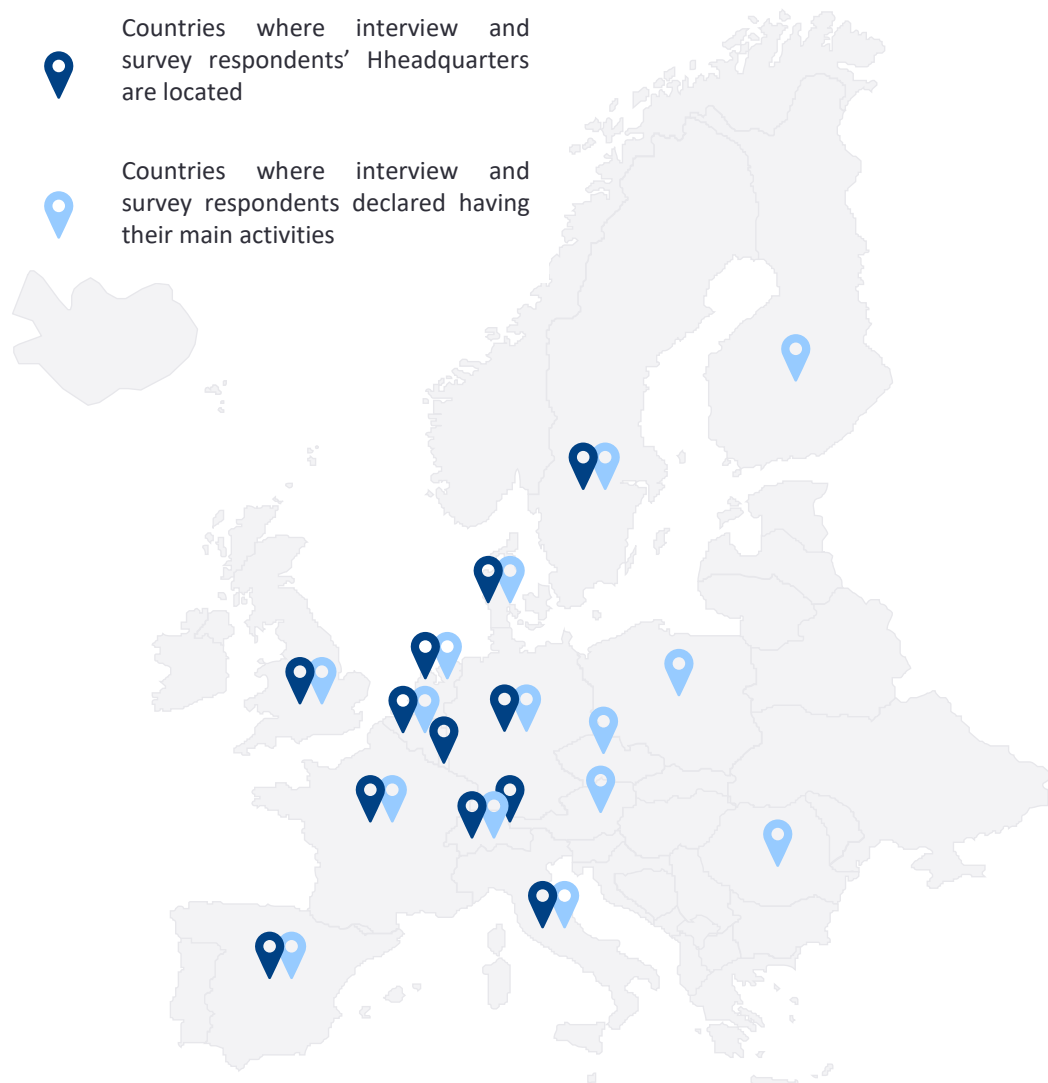 Countries where interview and
survey respondents’ Hheadquarters
are located
Countries where interview and
survey respondents declared having
their main activities